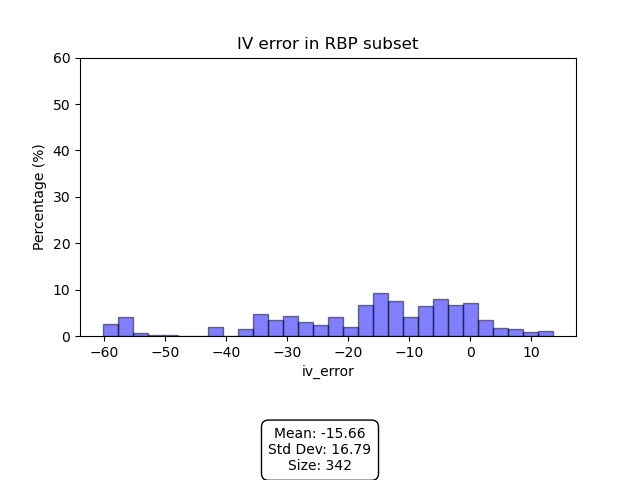 IV error in RBP subset
60
50
40
30
20
10
0
Percentage (%)
−60 −50 −40 −30 −20 −10 0 10
iv_error
Mean: -15.66
Std Dev: 16.79
Size: 342